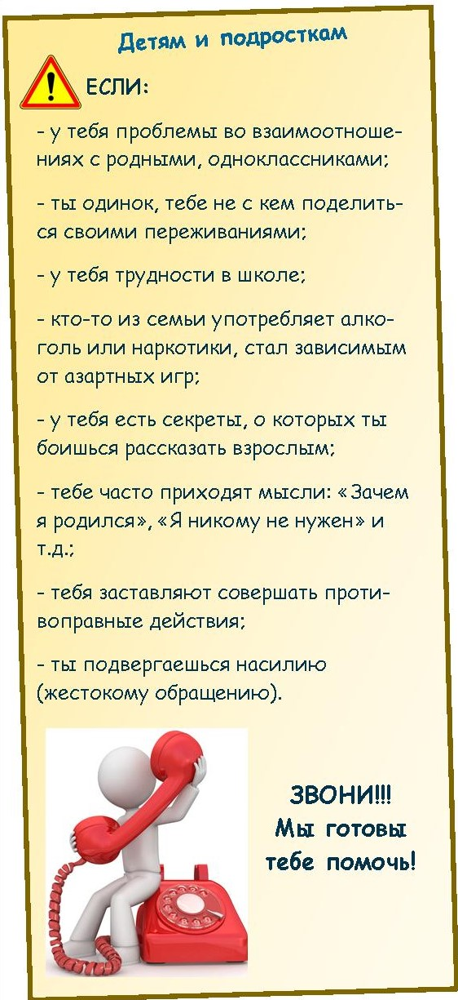 Детям и подросткам
ЕСЛИ:
- у тебя проблемы во взаимоотноше-
ниях с родными, одноклассниками;
- ты одинок, тебе не с кем поделить-
ся своими переживаниями;
- у тебя трудности в школе;
- кто-то из семьи употребляет алко-
голь или наркотики, стал зависимым
от азартных игр;
- у тебя есть секреты, о которых ты
боишься рассказать взрослым;
- тебе часто приходят мысли: «Зачем
я родился», «Я никому не нужен» и
т.д.;
- тебя заставляют совершать проти-
воправные действия;
- ты подвергаешься насилию
(жестокому обращению).
ЗВОНИ!!!
Мы готовы
тебе помочь!